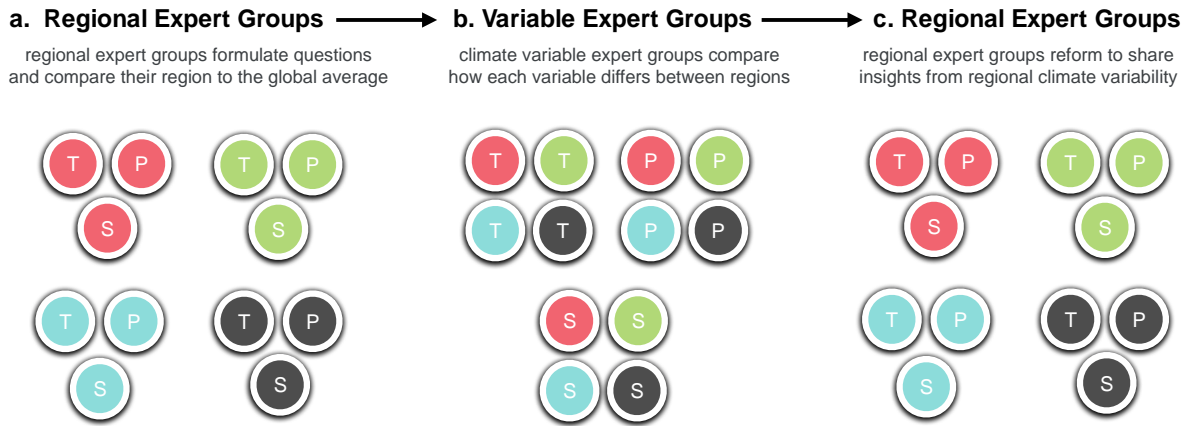 a. Regional Expert Groups
b. Variable Expert Groups
c. Regional Expert Groups
regional expert groups formulate questions
and compare their region to the global average
climate variable expert groups compare
how each variable differs between regions
regional expert groups reform to share
insights from regional climate variability
T P T P
S S
T P T P
S S
T T P P
T T P P
S S
S S
T P T P
S S
T P T P
S S